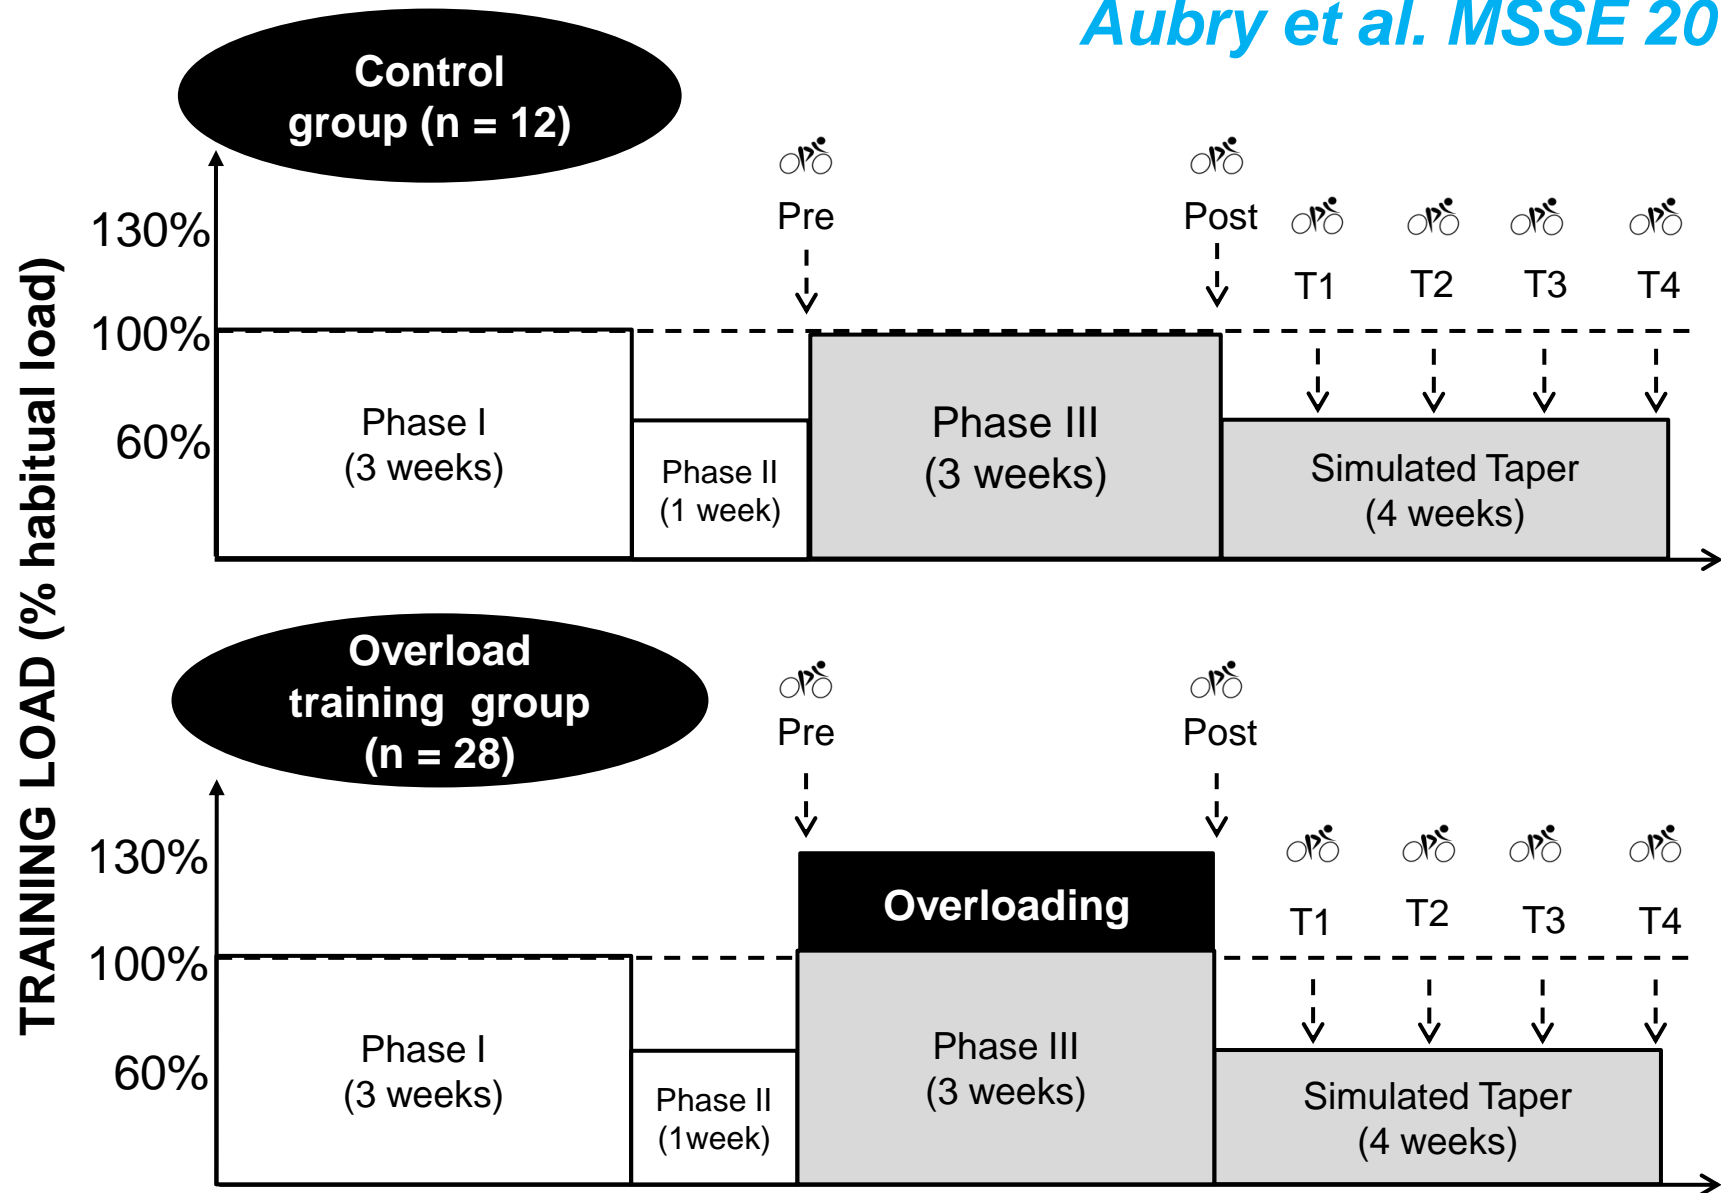 Aubry et al. MSSE 20
Control
group (n = 12)
Pre
Post
T1
T2
T3
T4
130%
100%
60%
Phase I
(3 weeks)
Phase II
(1 week)
Phase III
(3 weeks)
Simulated Taper
(4 weeks)
TRAINING LOAD (% habitual load)
Overload
training group
(n = 28)
Pre
Post
T1
T2
T3
T4
130%
100%
60%
Overloading
Phase I
(3 weeks)
Phase II
(1week)
Phase III
(3 weeks)
Simulated Taper
(4 weeks)